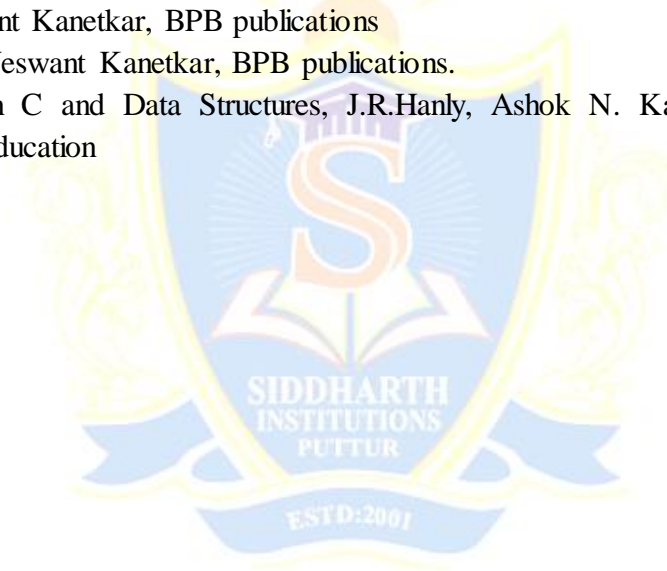 nt Kanetkar, BPB publications
eswant Kanetkar, BPB publications.
C and Data Structures, J.R.Hanly, Ashok N. Ka
ducation
S
SIDDHARTH
INSTITUTIONS
PUTTUR
ESTD:2001